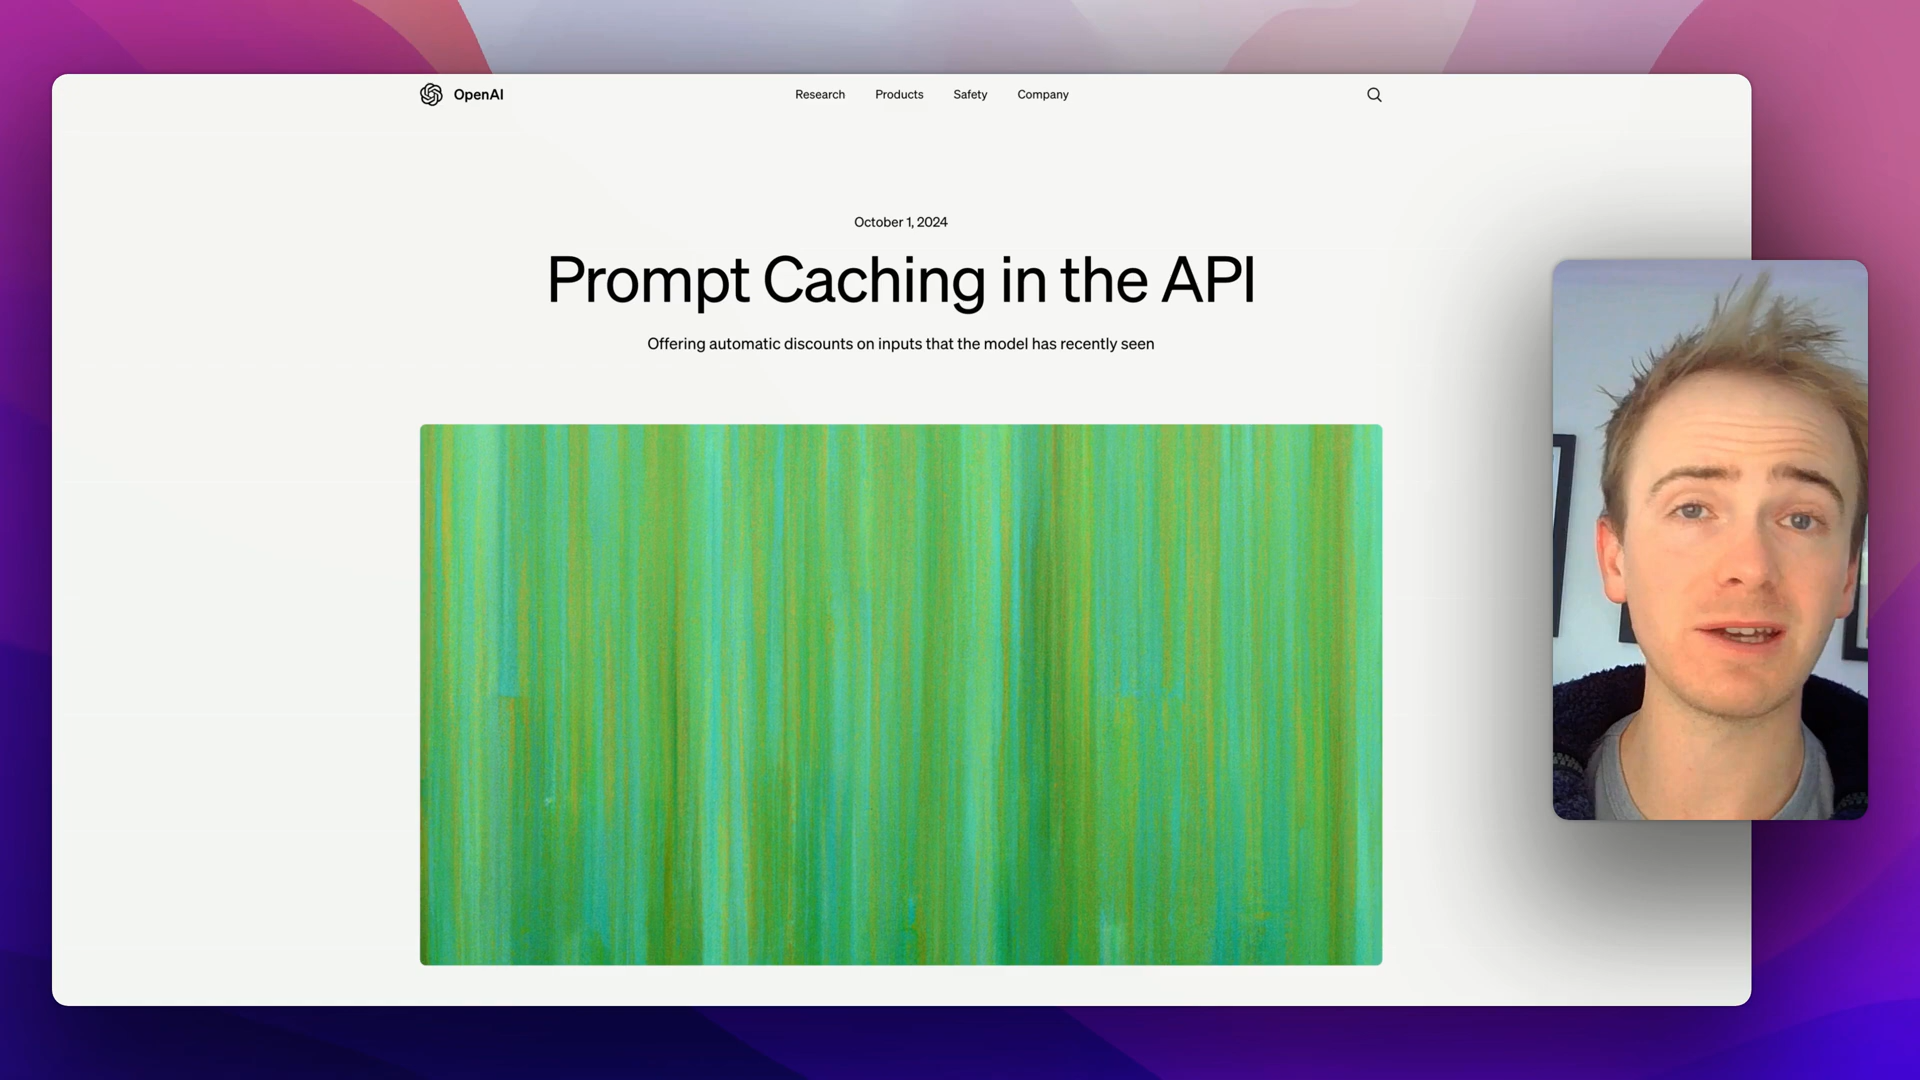 OpenAI
Research
Products
Safety
Company
October 1, 2024
Prompt Caching in the API
Offering automatic discounts on inputs that the model has recently seen